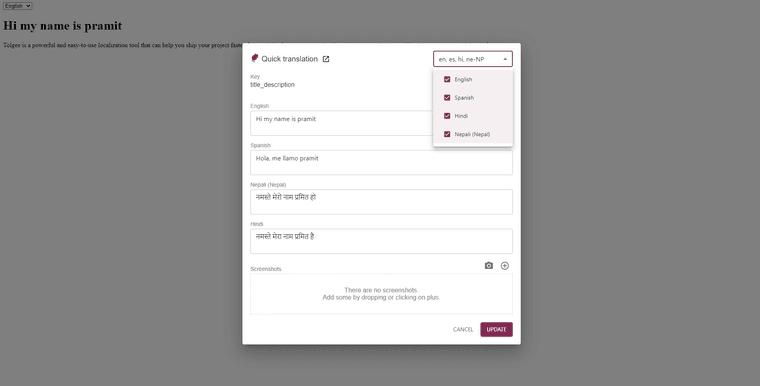 English
Hi my name is pramit
Tolgee is a powerful and easy-to-use localization tool that can help you ship your project faste
Quick translation
en, es, hi, ne-NP
English
Spanish
Hindi
Nepali (Nepal)
Key
title_description
English
Hi my name is pramit
Spanish
Hola, me llamo pramit
Nepali (Nepal)
नमस्ते मेरो नाम प्रमित हो
Hindi
नमस्ते मेरा नाम प्रमित है
Screenshots
There are no screenshots.
Add some by dropping or clicking on plus.
CANCEL
UPDATE